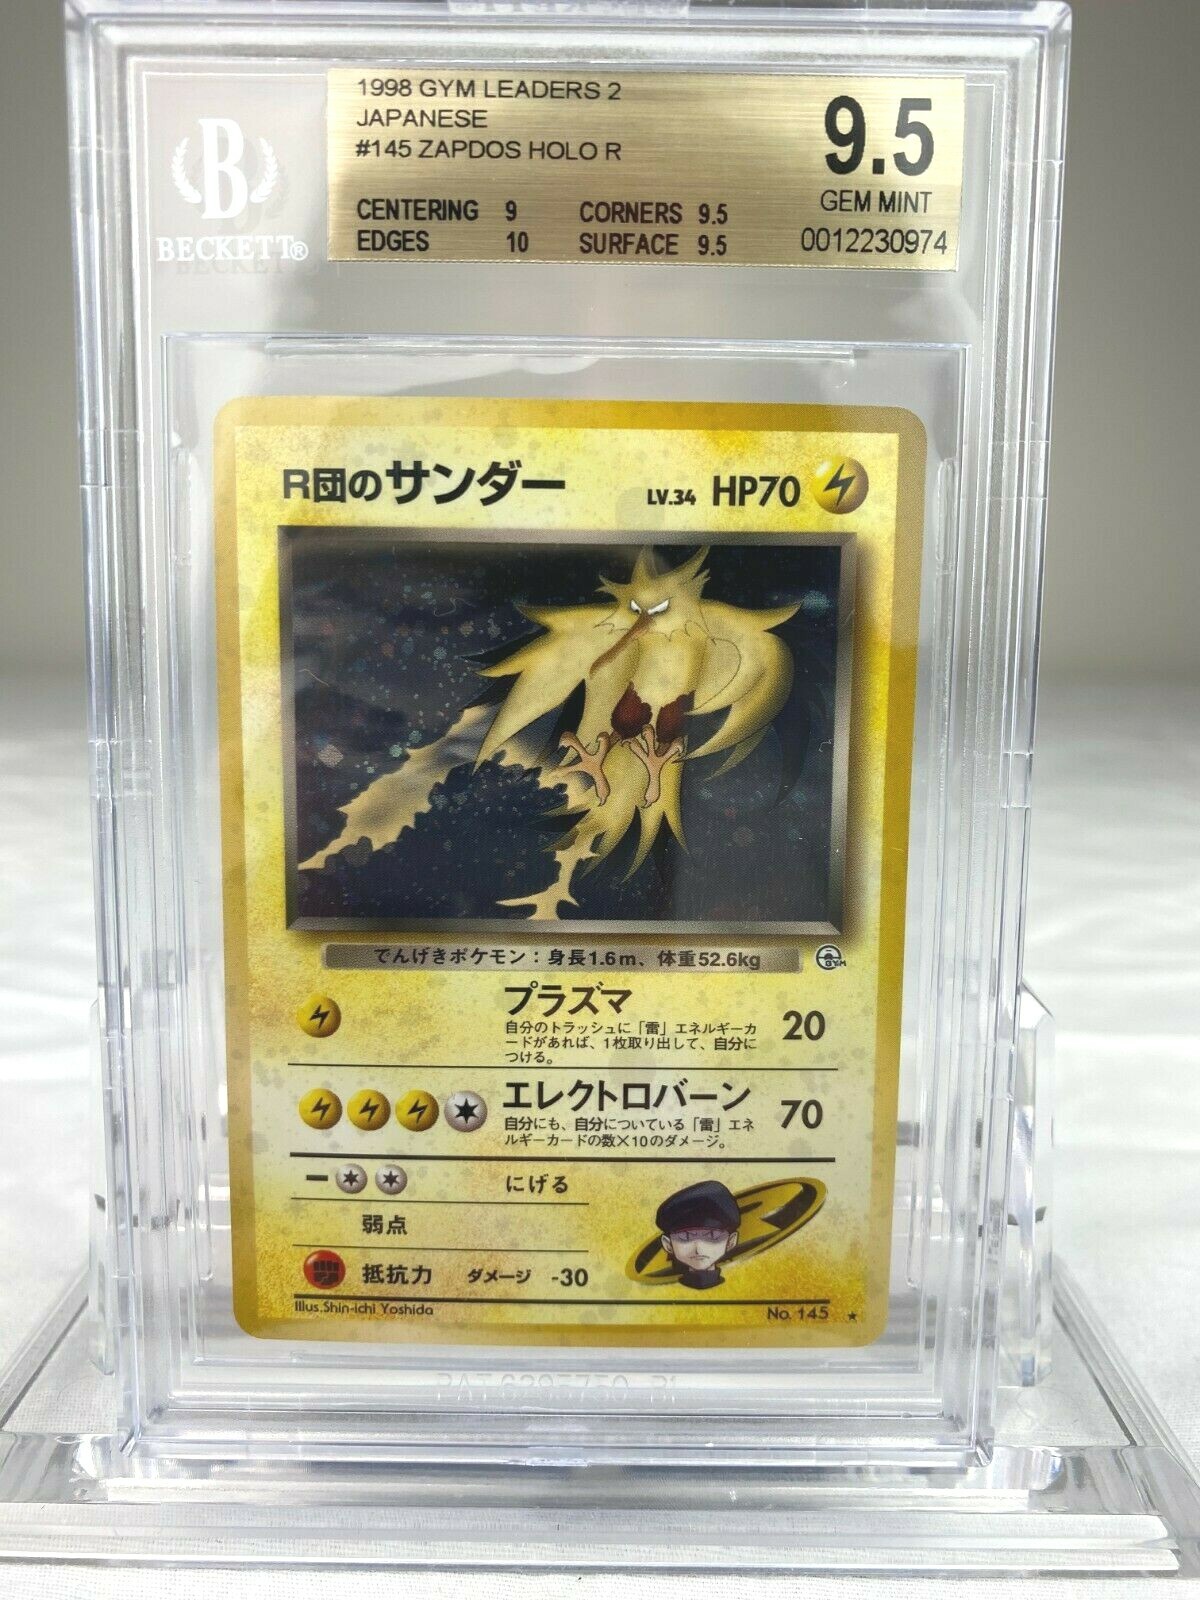 1998 GYM LEADERS 2
JAPANESE
#145 ZAPDOS HOLO R
CENTERING 9 CORNERS 9.5
EDGES 10 SURFACE 9.5
9.5
GEM MINT
0012230974
B
BECKETT®
R団のサンダー LV.34 HP70
でんげきポケモン：身長1.6m、体重52.6kg
GYM
プラズマ 20
自分のトラッシュに「雷」エネルギーカ
ードがあれば、1枚取り出して、自分に
つける。
エレクトロバーン 70
自分にも、自分についている「雷」エネ
ルギーカードの数×10のダメージ。
にげる
弱点
抵抗力 ダメージ -30
Illus.Shin-ichi Yoshida
No. 145 ★